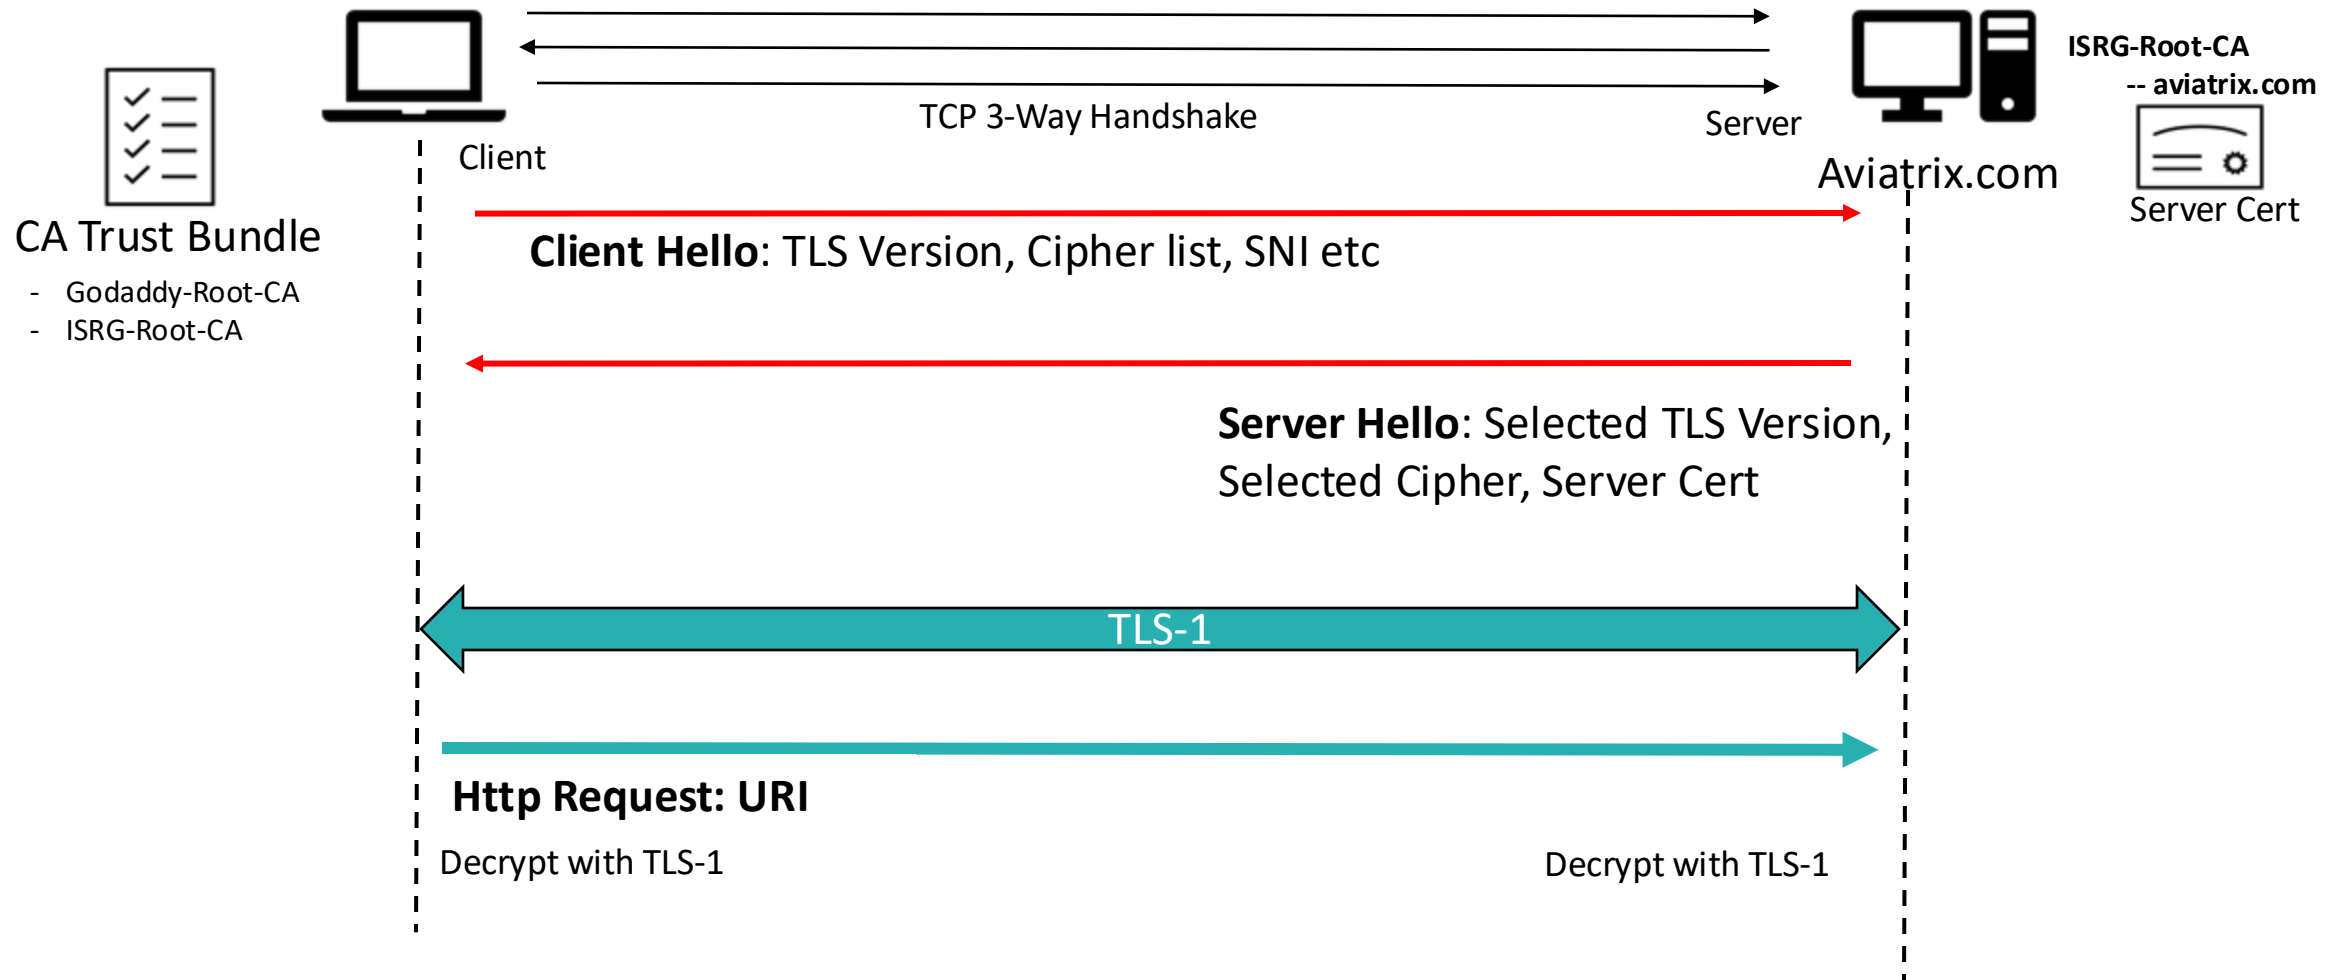 ISRG-Root-CA
-- aviatrix.com
TCP 3-Way Handshake
Server
Client
Aviatrix.com
Server Cert
CA Trust Bundle
- Godaddy-Root-CA
- ISRG-Root-CA
Client Hello: TLS Version, Cipher list, SNI etc
Server Hello: Selected TLS Version,
Selected Cipher, Server Cert
TLS-1
Http Request: URI
Decrypt with TLS-1
Decrypt with TLS-1